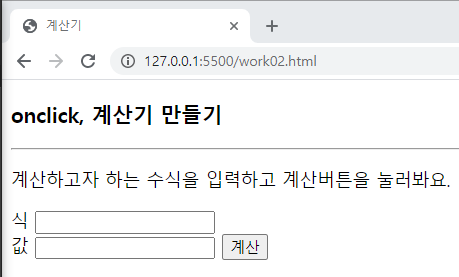 계산기
127.0.0.1:5500/work02.html
onclick, 계산기 만들기
계산하고자 하는 수식을 입력하고 계산버튼을 눌러봐요.
식
값 계산